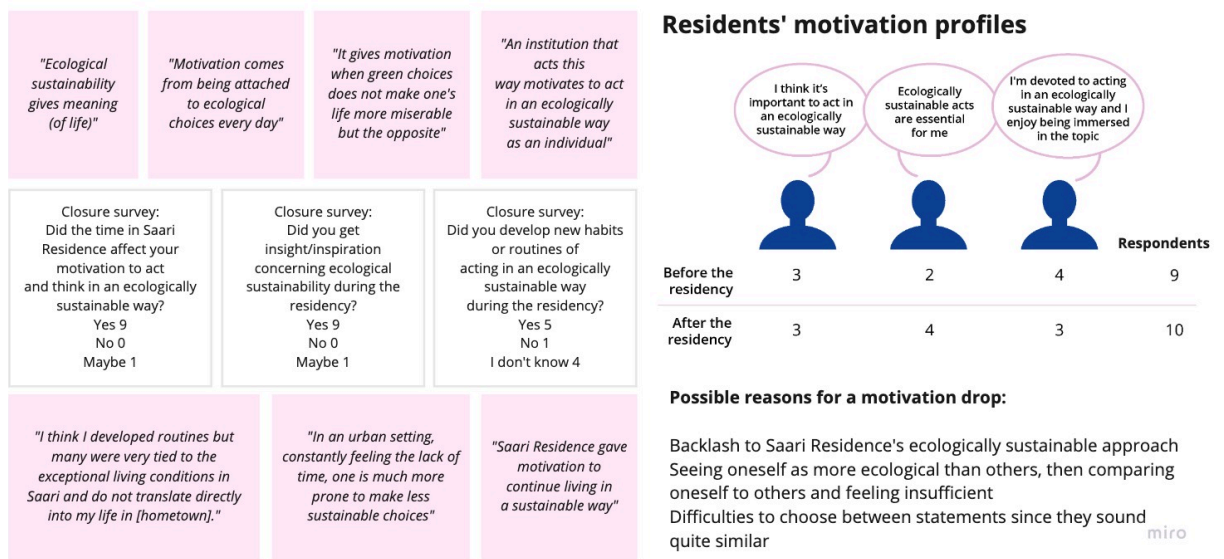 "Ecological
sustainability
gives meaning
(of life)"
"Motivation comes
from being attached
to ecological
choices every day"
"It gives motivation
when green choices
does not make one's
life more miserable
but the opposite"
"An institution that
acts this
way motivates to act
in an ecologically
sustainable way
as an individual"
Closure survey:
Did the time in Saari
Residence affect your
motivation to act
and think in an ecologically
sustainable way?
Yes 9
No 0
Maybe 1
Closure survey:
Did you get
insight/inspiration
concerning ecological
sustainability during the
residency?
Yes 9
No 0
Maybe 1
Closure survey:
Did you develop new habits
or routines of
acting in an ecologically
sustainable way
during the residency?
Yes 5
No 1
I don't know 4
"I think I developed routines but
many were very tied to the
exceptional living conditions in
Saari and do not translate directly
into my life in [hometown]."
"In an urban setting,
constantly feeling the lack of
time, one is much more
prone to make less
sustainable choices"
"Saari Residence gave
motivation to
continue living in
a sustainable way"
Residents' motivation profiles
I think it's
important to act in
an ecologically
sustainable way
Ecologically
sustainable acts
are essential
for me
I'm devoted to acting
in an ecologically
sustainable way and I
enjoy being immersed
in the topic
Respondents
Before the
residency
3
2
4
9
After the
residency
3
4
3
10
Possible reasons for a motivation drop:
Backlash to Saari Residence's ecologically sustainable approach
Seeing oneself as more ecological than others, then comparing
oneself to others and feeling insufficient
Difficulties to choose between statements since they sound
quite similar
miro